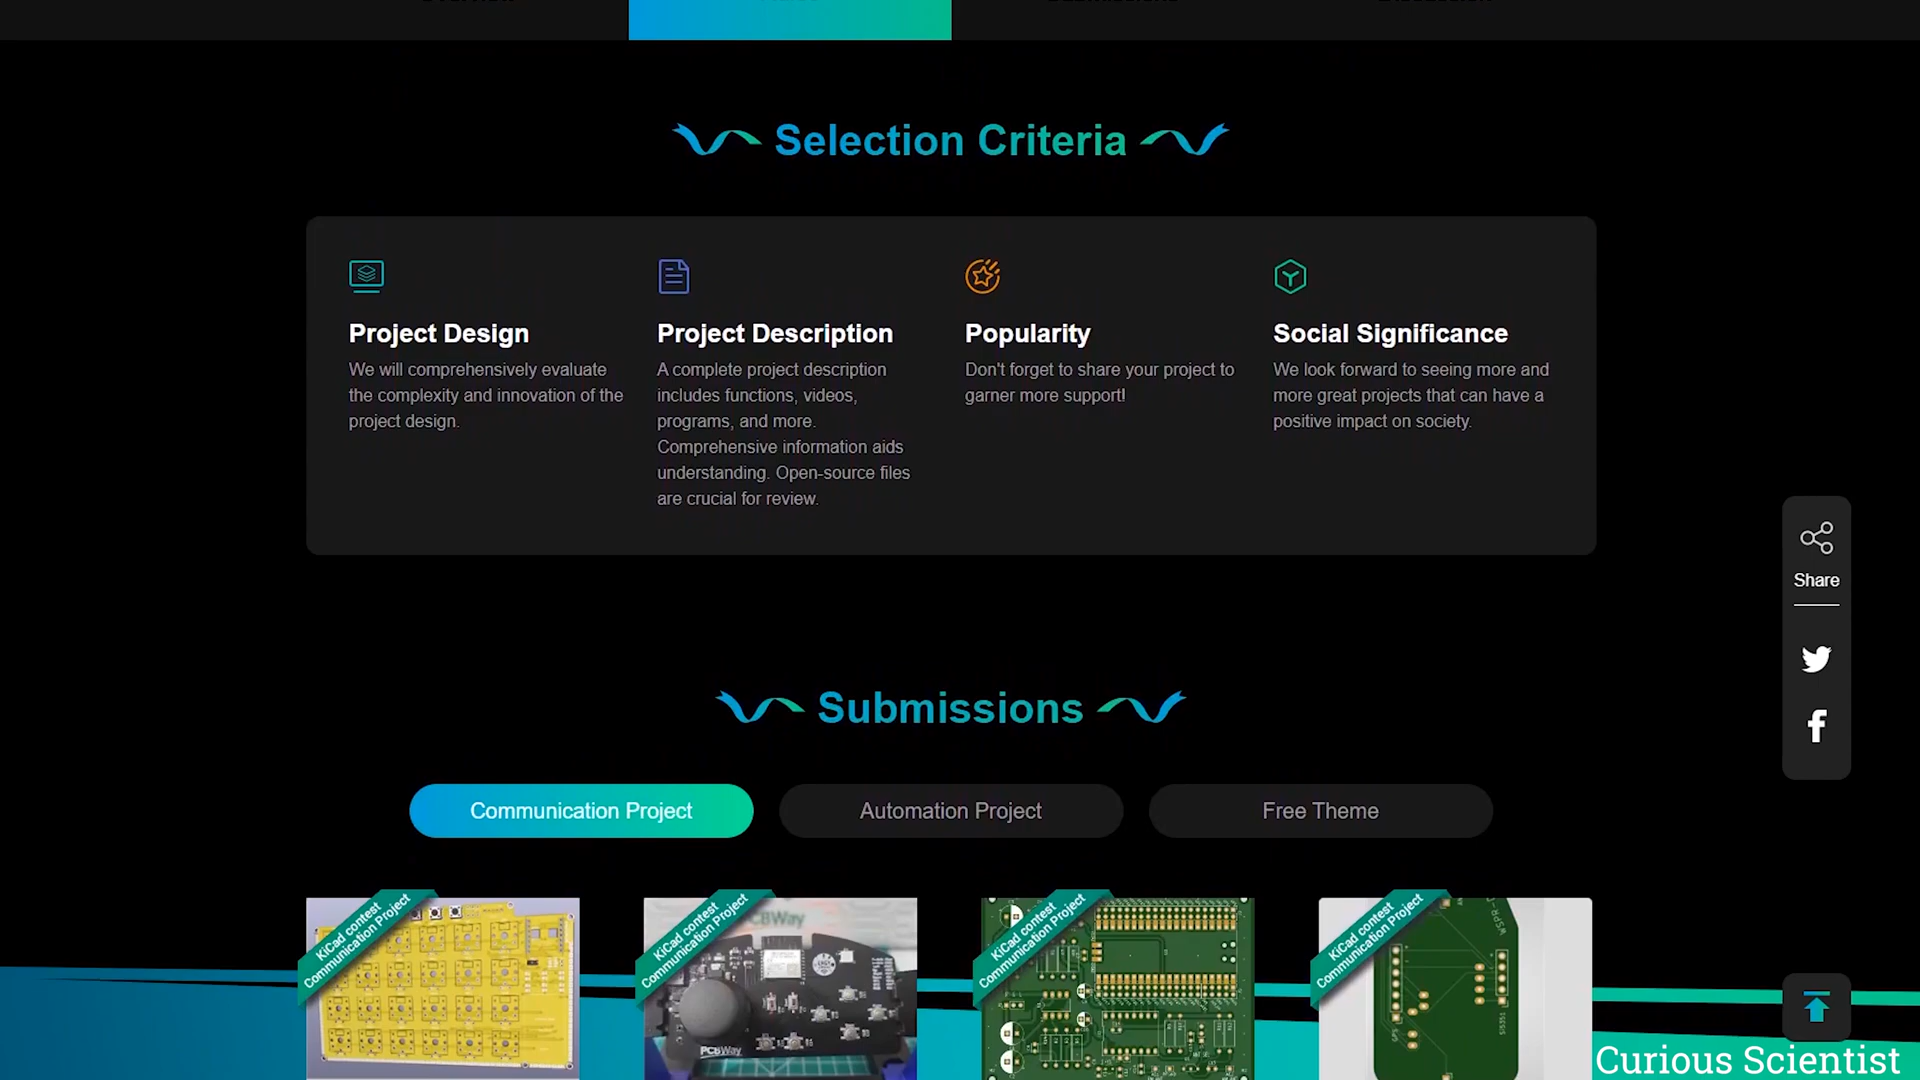 Selection Criteria
Project Design
We will comprehensively evaluate
the complexity and innovation of the
project design.
Project Description
A complete project description
includes functions, videos,
programs, and more.
Comprehensive information aids
understanding. Open-source files
are crucial for review.
Popularity
Don't forget to share your project to
garner more support!
Social Significance
We look forward to seeing more and
more great projects that can have a
positive impact on society.
Share
Submissions
Communication Project
Automation Project
Free Theme
KiCad contest
Communication Project
KiCad contest
Communication Project
PCBWay
KiCad contest
Communication Project
KiCad contest
Communication Project
Curious Scientist